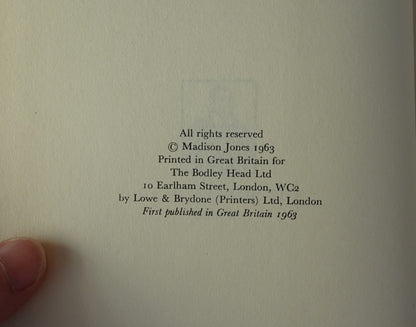 All rights reserved
© Madison Jones 1963
Printed in Great Britain for
The Bodley Head Ltd
10 Earlham Street, London, WC2
by Lowe & Brydone (Printers) Ltd, London
First published in Great Britain 1963